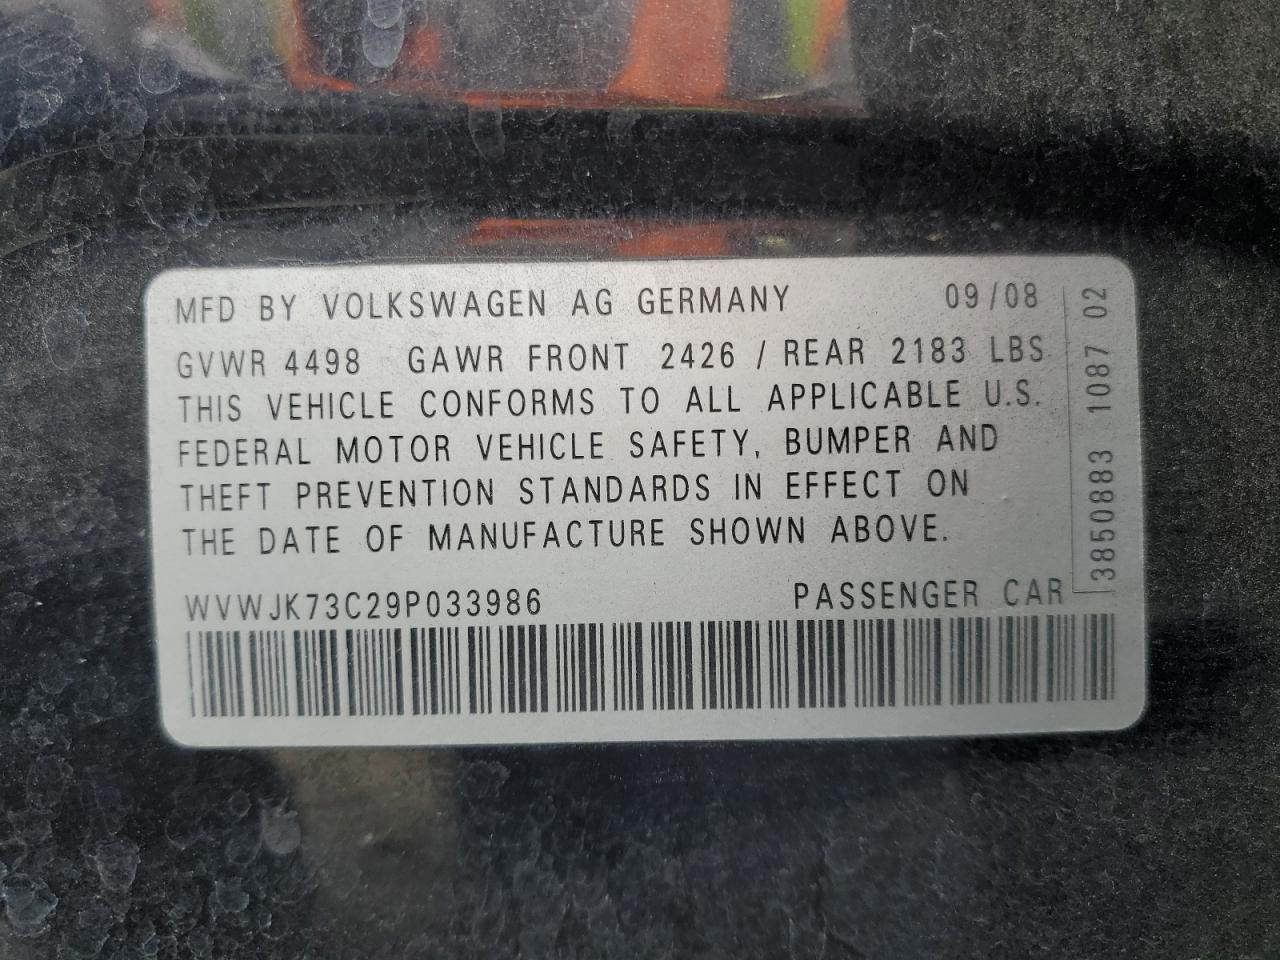 MFD BY VOLKSWAGEN AG GERMANY 09/08
GVWR 4498 GAWR FRONT 2426 / REAR 2183 LBS
THIS VEHICLE CONFORMS TO ALL APPLICABLE U.S.
FEDERAL MOTOR VEHICLE SAFETY, BUMPER AND
THEFT PREVENTION STANDARDS IN EFFECT ON
THE DATE OF MANUFACTURE SHOWN ABOVE.
WVWJK73C29P033986 PASSENGER CAR
3850883 1087 02